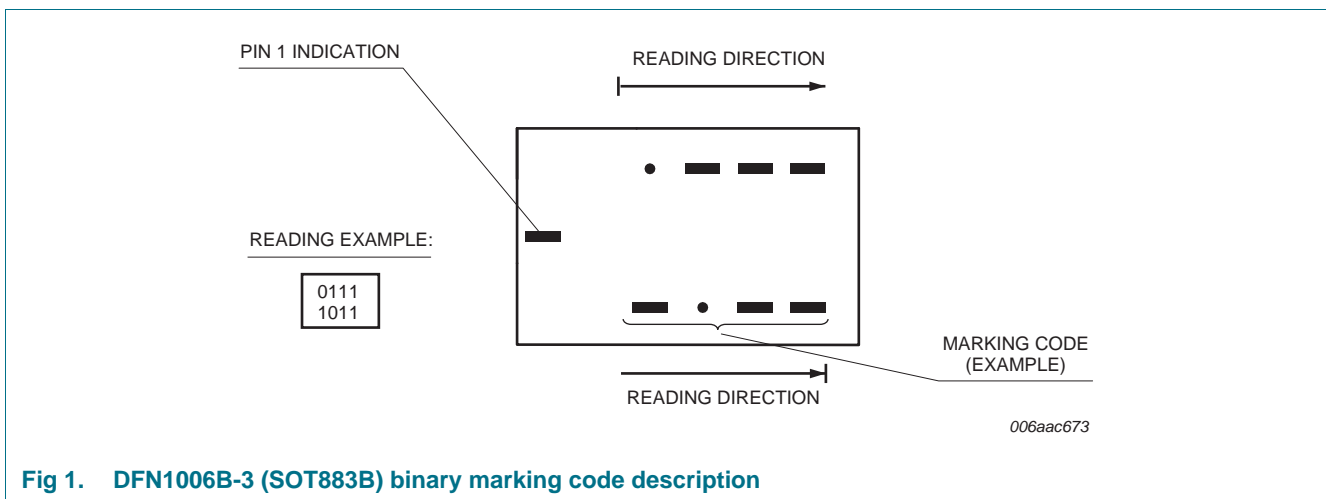 PIN 1 INDICATION
READING DIRECTION
READING EXAMPLE:
0111
1011
MARKING CODE
(EXAMPLE)
READING DIRECTION
006aac673
Fig 1. DFN1006B-3 (SOT883B) binary marking code description